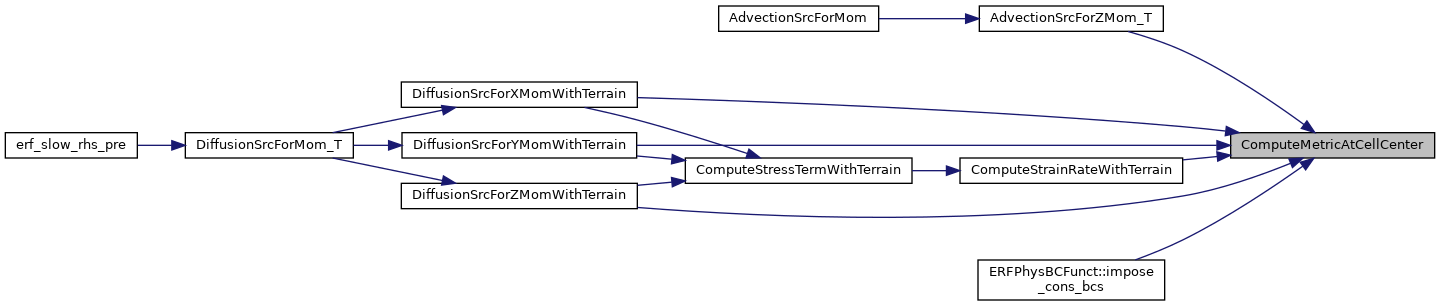 AdvectionSrcForMom
AdvectionSrcForZMom_T
DiffusionSrcForXMomWithTerrain
erf_slow_rhs_pre
DiffusionSrcForMom_T
DiffusionSrcForYMomWithTerrain
ComputeMetricAtCellCenter
ComputeStressTermWithTerrain
ComputeStrainRateWithTerrain
DiffusionSrcForZMomWithTerrain
ERFPhysBCFunct::impose
_cons_bcs